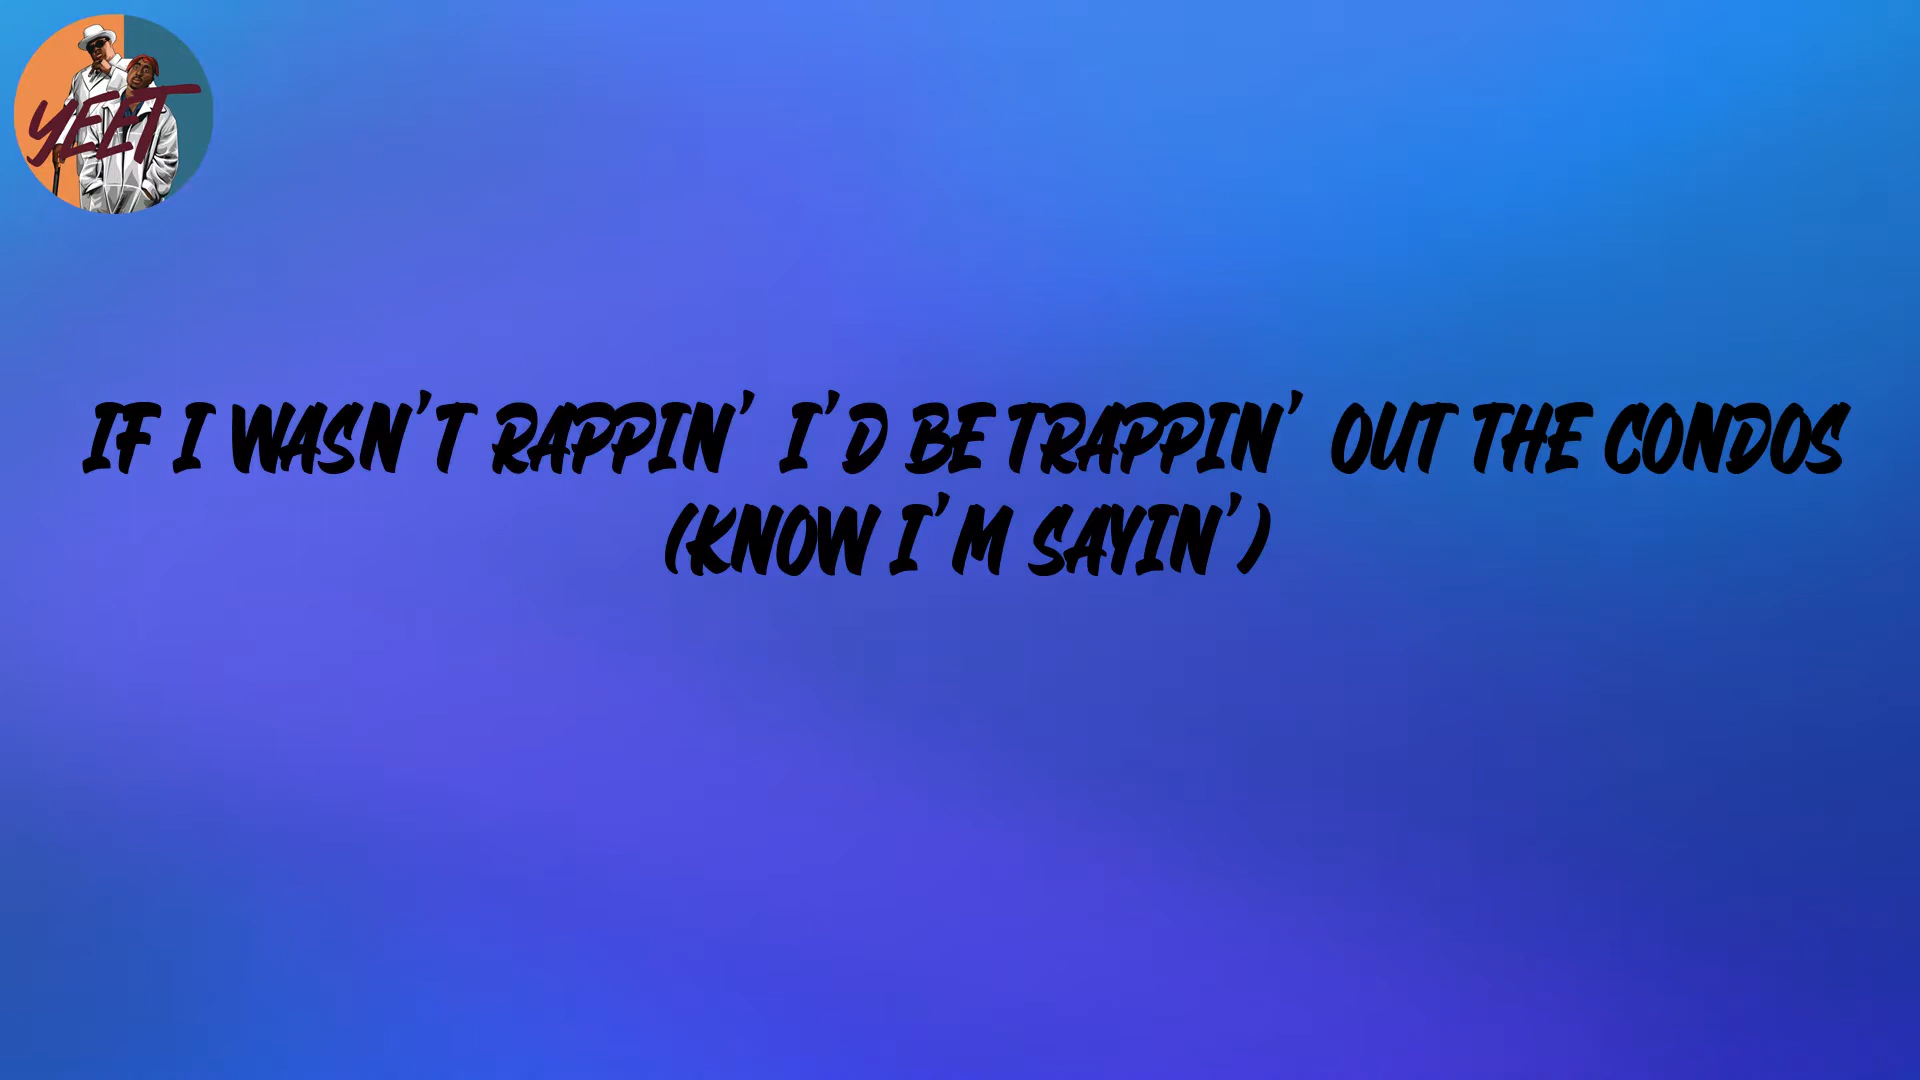 YEET
IF I WASN'T RAPPIN' I'D BE TRAPPIN' OUT THE CONDOS
(KNOW I'M SAYIN')